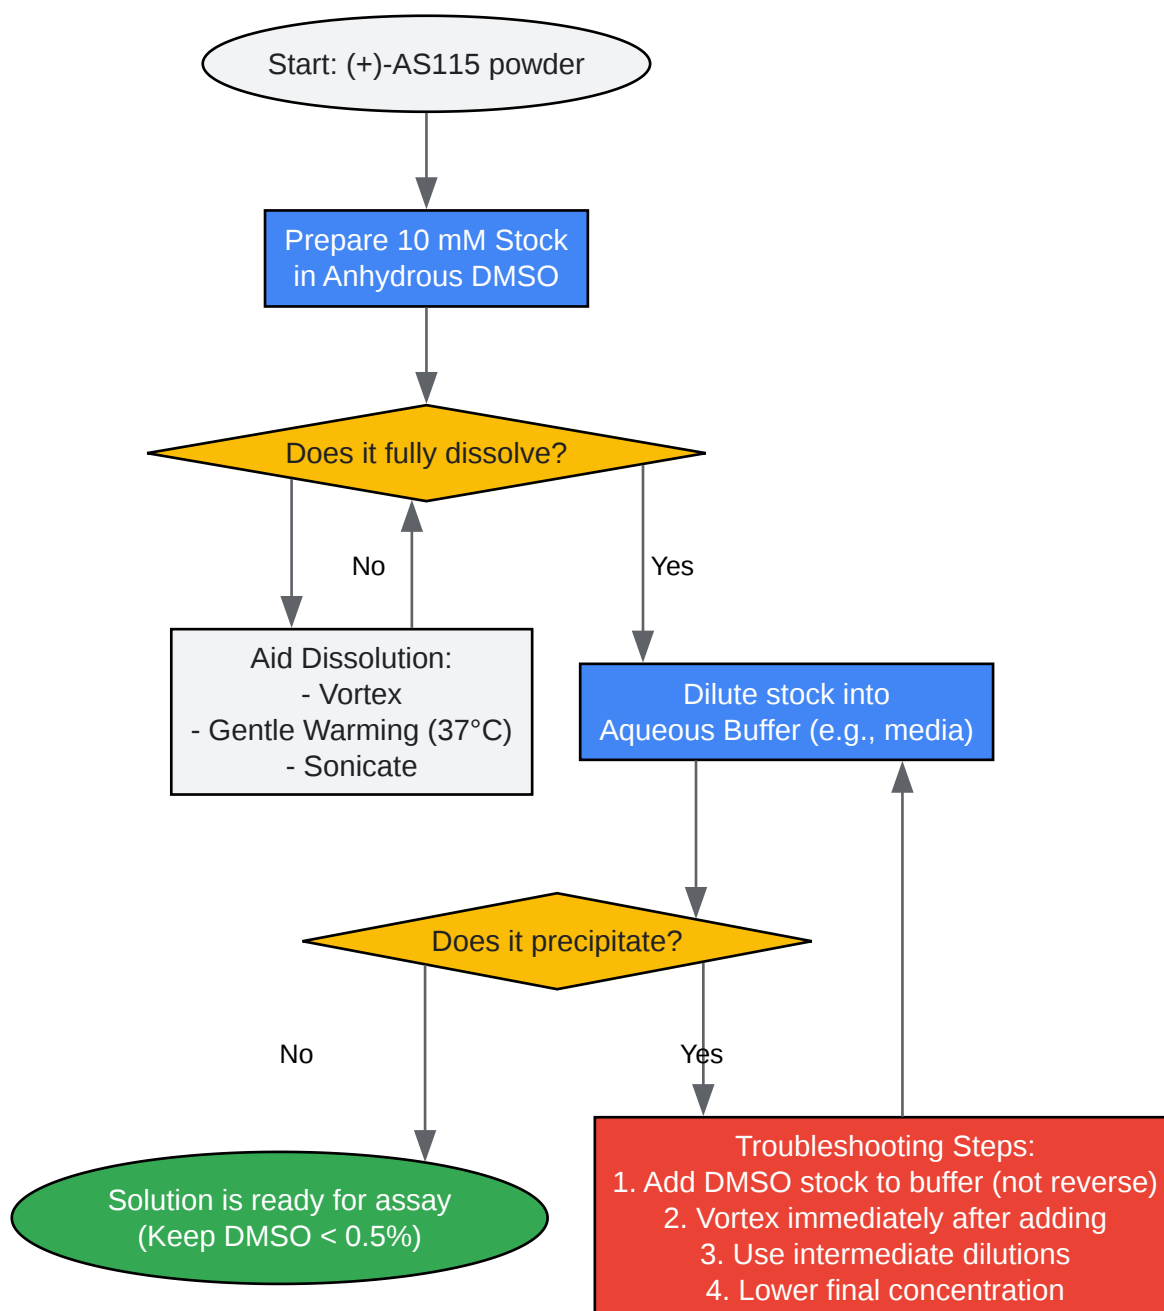 Start: (+)-AS115 powder
Prepare 10 mM Stock
in Anhydrous DMSO
Does it fully dissolve?
No
Yes
Aid Dissolution:
- Vortex
- Gentle Warming (37°C)
- Sonicate
Dilute stock into
Aqueous Buffer (e.g., media)
Does it precipitate?
No
Yes
Solution is ready for assay
(Keep DMSO < 0.5%)
Troubleshooting Steps:
1. Add DMSO stock to buffer (not reverse)
2. Vortex immediately after adding
3. Use intermediate dilutions
4. Lower final concentration